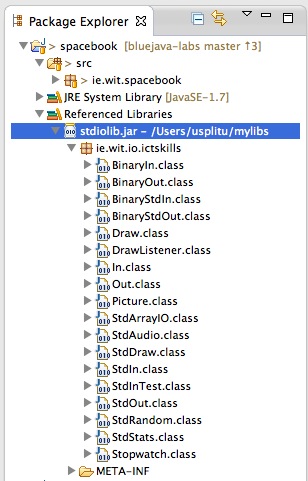 Package Explorer
> spacebook [bluejava-labs master ↑3]
> src
> ie.wit.spacebook
JRE System Library [JavaSE-1.7]
Referenced Libraries
stdiolib.jar – /Users/usplitu/mylibs
ie.wit.io.ictskills
BinaryIn.class
BinaryOut.class
BinaryStdIn.class
BinaryStdOut.class
Draw.class
DrawListener.class
In.class
Out.class
Picture.class
StdArrayIO.class
StdAudio.class
StdDraw.class
StdIn.class
StdInTest.class
StdOut.class
StdRandom.class
StdStats.class
Stopwatch.class
META-INF